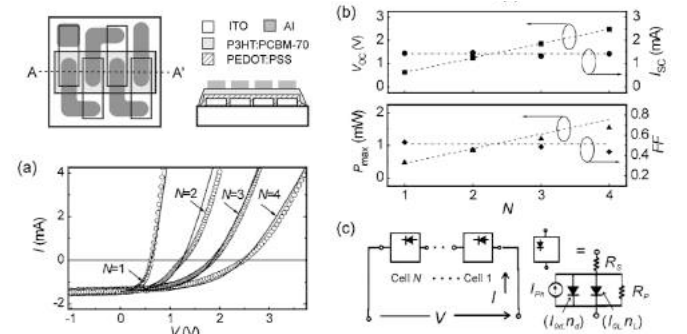 ITO Al
P3HT:PCBM-70
PEDOT:PSS
A A'
(a)
4
2
0
-2
I (mA)
N=1
N=2
N=3
N=4
-1 0 1 2 3
V (V)
(b)
3
2
1
0
V_OC (V)
3
2
1
0
I_SC (mA)
2
1
0
P_max (mW)
0.8
0.6
0.4
0.2
FF
1 2 3 4
N
(c)
Cell N Cell 1
I
V
=
R_S
I_Ph
R_P
(I_0d, n_d) (I_0L, n_L)